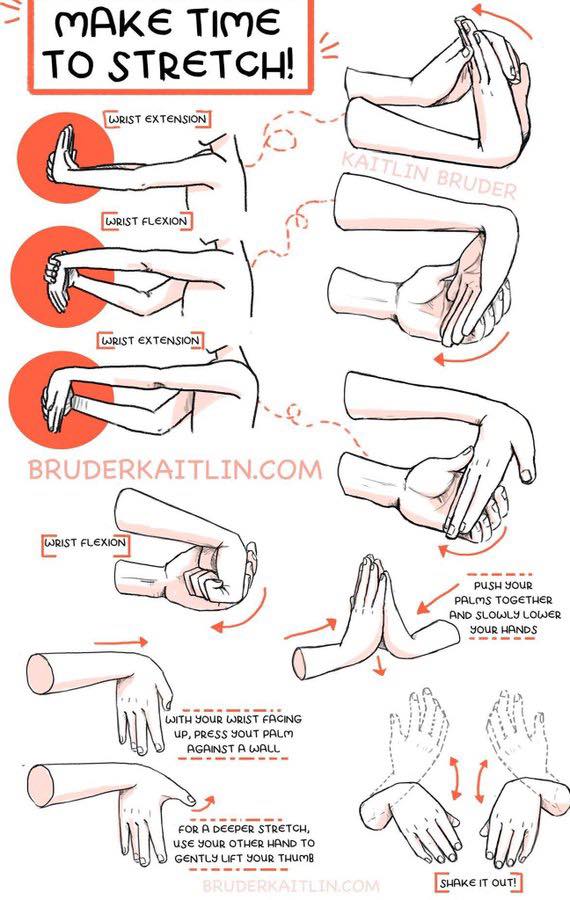 MAKE TIME
TO STRETCH!
WRIST EXTENSION
KAITLIN BRUDER
WRIST FLEXION
WRIST EXTENSION
BRUDERKAITLIN.COM
WRIST FLEXION
PUSH YOUR
PALMS TOGETHER
AND SLOWLY LOWER
YOUR HANDS
WITH YOUR WRIST FACING
UP, PRESS YOUT PALM
AGAINST A WALL
FOR A DEEPER STRETCH,
USE YOUR OTHER HAND TO
GENTLY LIFT YOUR THUMB
SHAKE IT OUT!
BRUDERKAITLIN.COM